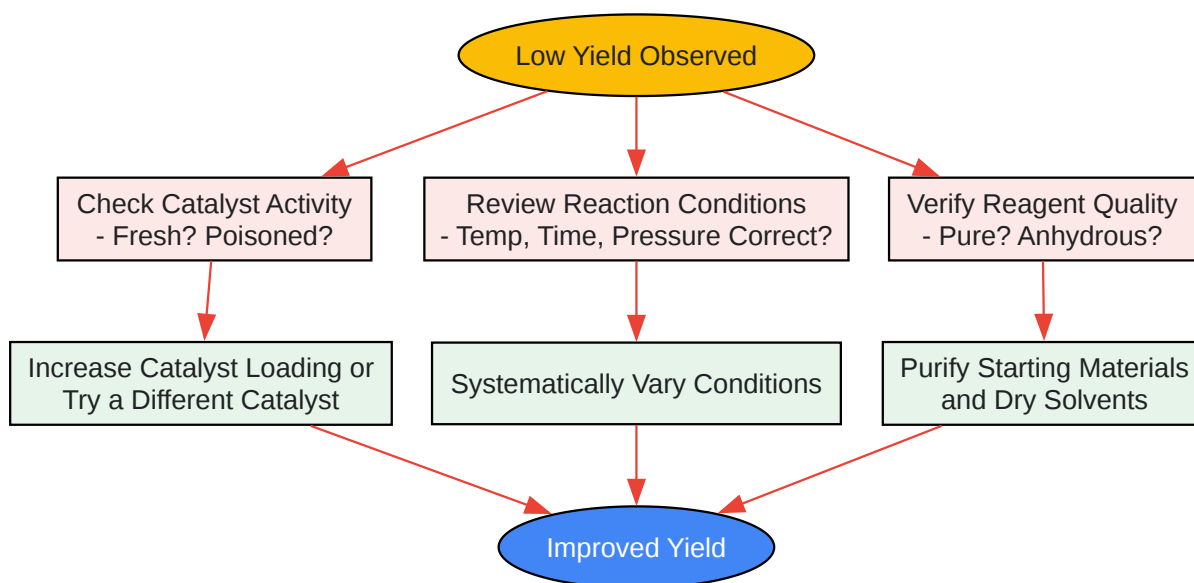 Low Yield Observed
Check Catalyst Activity
- Fresh? Poisoned?
Review Reaction Conditions
- Temp, Time, Pressure Correct?
Verify Reagent Quality
- Pure? Anhydrous?
Increase Catalyst Loading or
Try a Different Catalyst
Systematically Vary Conditions
Purify Starting Materials
and Dry Solvents
Improved Yield